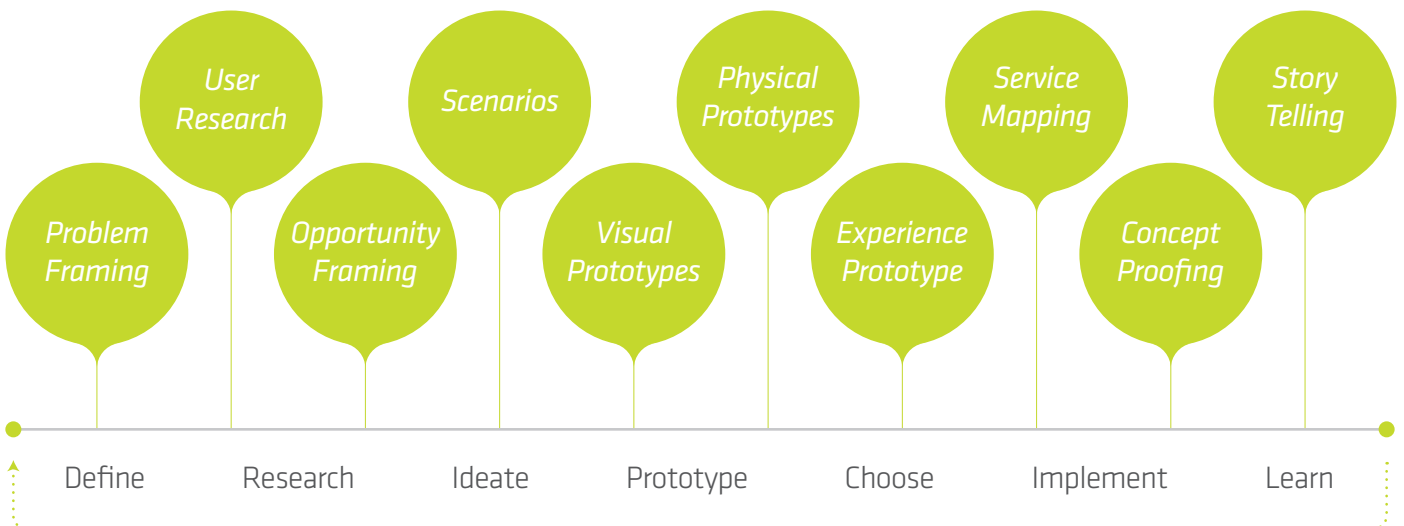 User
Research
Scenarios
Physical
Prototypes
Service
Mapping
Story
Telling
Problem
Framing
Opportunity
Framing
Visual
Prototypes
Experience
Prototype
Concept
Proofing
Define
Research
Ideate
Prototype
Choose
Implement
Learn